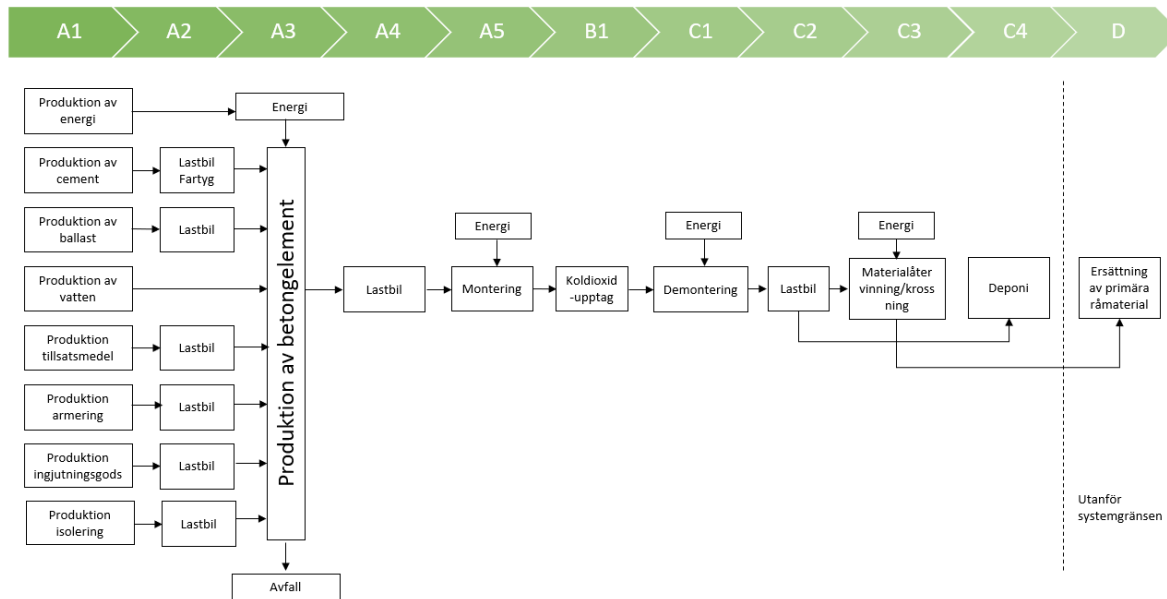 A1
A2
A3
A4
A5
B1
C1
C2
C3
C4
D
Produktion av
energi
Energi
Produktion av
cement
Lastbil
Fartyg
Produktion av
ballast
Lastbil
Produktion av
vatten
Produktion
tillsatsmedel
Lastbil
Produktion
armering
Lastbil
Produktion
ingjutningsgods
Lastbil
Produktion
isolering
Lastbil
Produktion av betongelement
Avfall
Lastbil
Energi
Montering
Koldioxid
-upptag
Energi
Demontering
Lastbil
Energi
Materialåter
vinning/kross
ning
Deponi
Ersättning
av primära
råmaterial
Utanför
systemgränsen